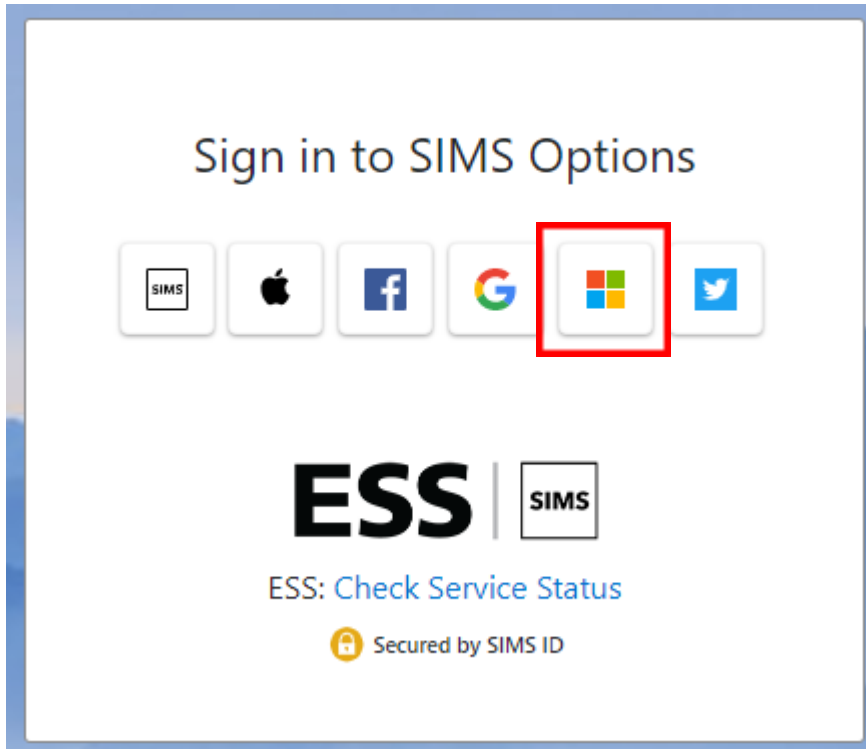 Sign in to SIMS Options
SIMS
ESS SIMS
ESS: Check Service Status
Secured by SIMS ID